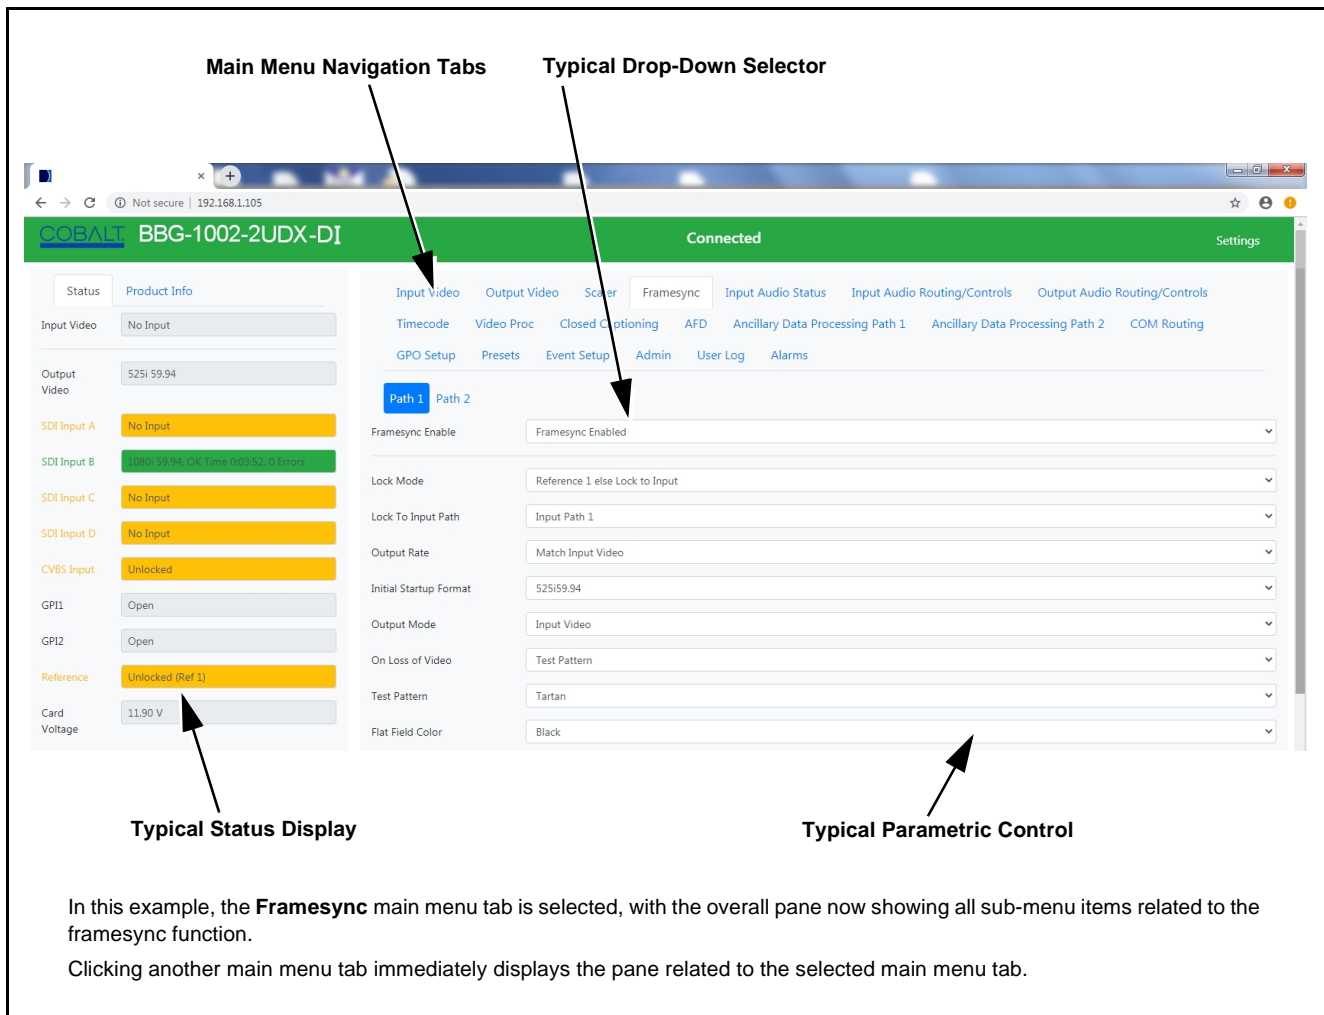 Main Menu Navigation Tabs
Typical Drop-Down Selector
Not secure | 192.168.1.105
COBALT BBG-1002-2UDX-DI
Connected
Settings
Status Product Info
Input Video No Input
Output Video 525i 59.94
SDI Input A No Input
SDI Input B 1080i 59.94, OK Time 0:03:52, 0 Errors
SDI Input C No Input
SDI Input D No Input
CVBS Input Unlocked
GPI1 Open
GPI2 Open
Reference Unlocked (Ref 1)
Card Voltage 11.90 V
Input Video Output Video Scaler Framesync Input Audio Status Input Audio Routing/Controls Output Audio Routing/Controls
Timecode Video Proc Closed Captioning AFD Ancillary Data Processing Path 1 Ancillary Data Processing Path 2 COM Routing
GPO Setup Presets Event Setup Admin User Log Alarms
Path 1 Path 2
Framesync Enable Framesync Enabled
Lock Mode Reference 1 else Lock to Input
Lock To Input Path Input Path 1
Output Rate Match Input Video
Initial Startup Format 525i59.94
Output Mode Input Video
On Loss of Video Test Pattern
Test Pattern Tartan
Flat Field Color Black
Typical Status Display
Typical Parametric Control
In this example, the Framesync main menu tab is selected, with the overall pane now showing all sub-menu items related to the
framesync function.
Clicking another main menu tab immediately displays the pane related to the selected main menu tab.